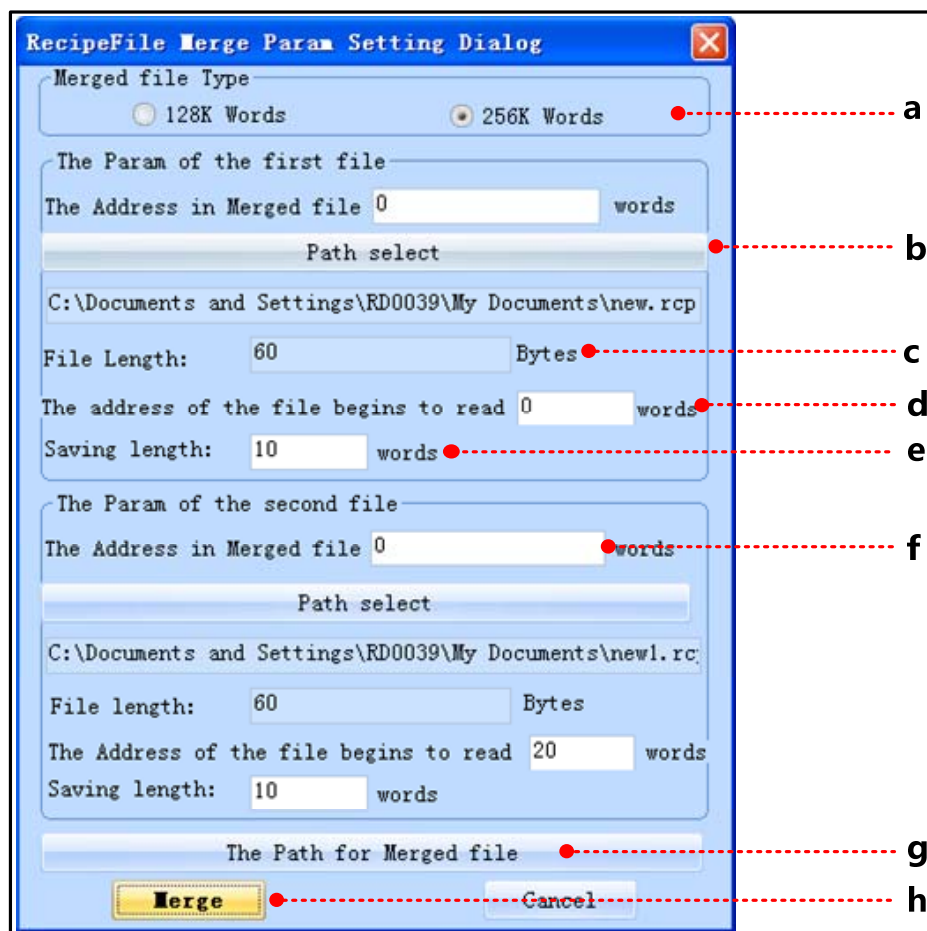 RecipeFile Merge Param Setting Dialog
Merged file Type
128K Words 256K Words a
The Param of the first file
The Address in Merged file 0 words
Path select b
C:\Documents and Settings\RD0039\My Documents\new.rcp
File Length: 60 Bytes c
The address of the file begins to read 0 words d
Saving length: 10 words e
The Param of the second file
The Address in Merged file 0 words f
Path select
C:\Documents and Settings\RD0039\My Documents\new1.rc
File length: 60 Bytes
The Address of the file begins to read 20 words
Saving length: 10 words
The Path for Merged file g
Merge Cancel h